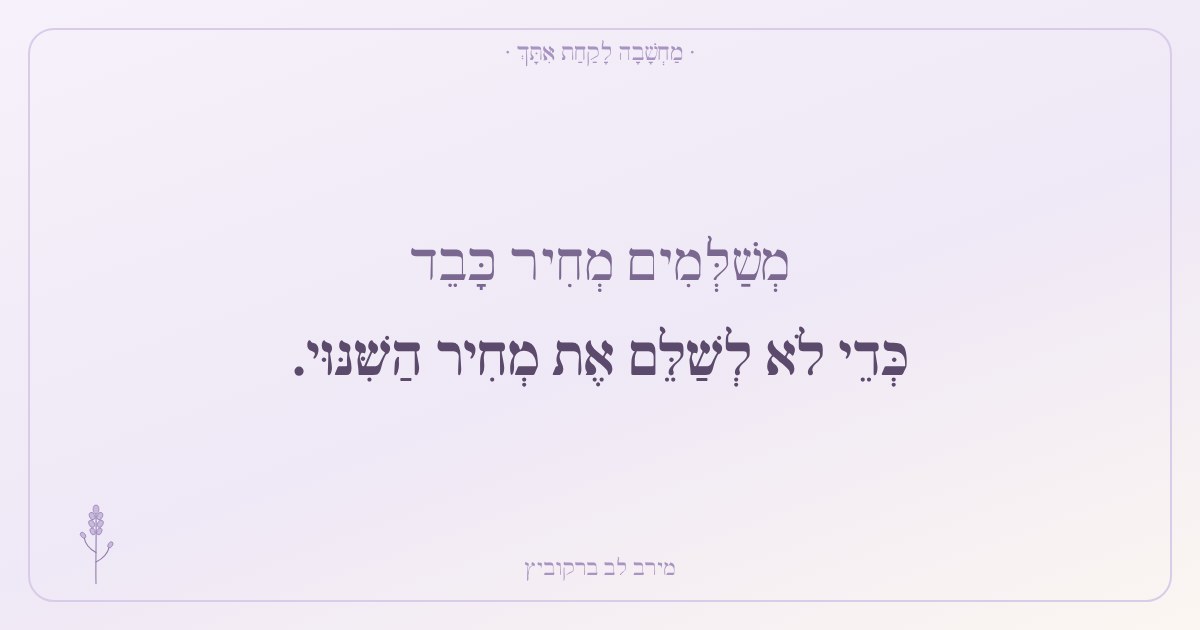 · מַחְשָׁבָה לָקַחַת אִתָּךְ ·
מְשַׁלְּמִים מְחִיר כָּבֵד
כְּדֵי לֹא לְשַׁלֵּם אֶת מְחִיר הַשִּׁנּוּי.
מירב לב ברקוביץ